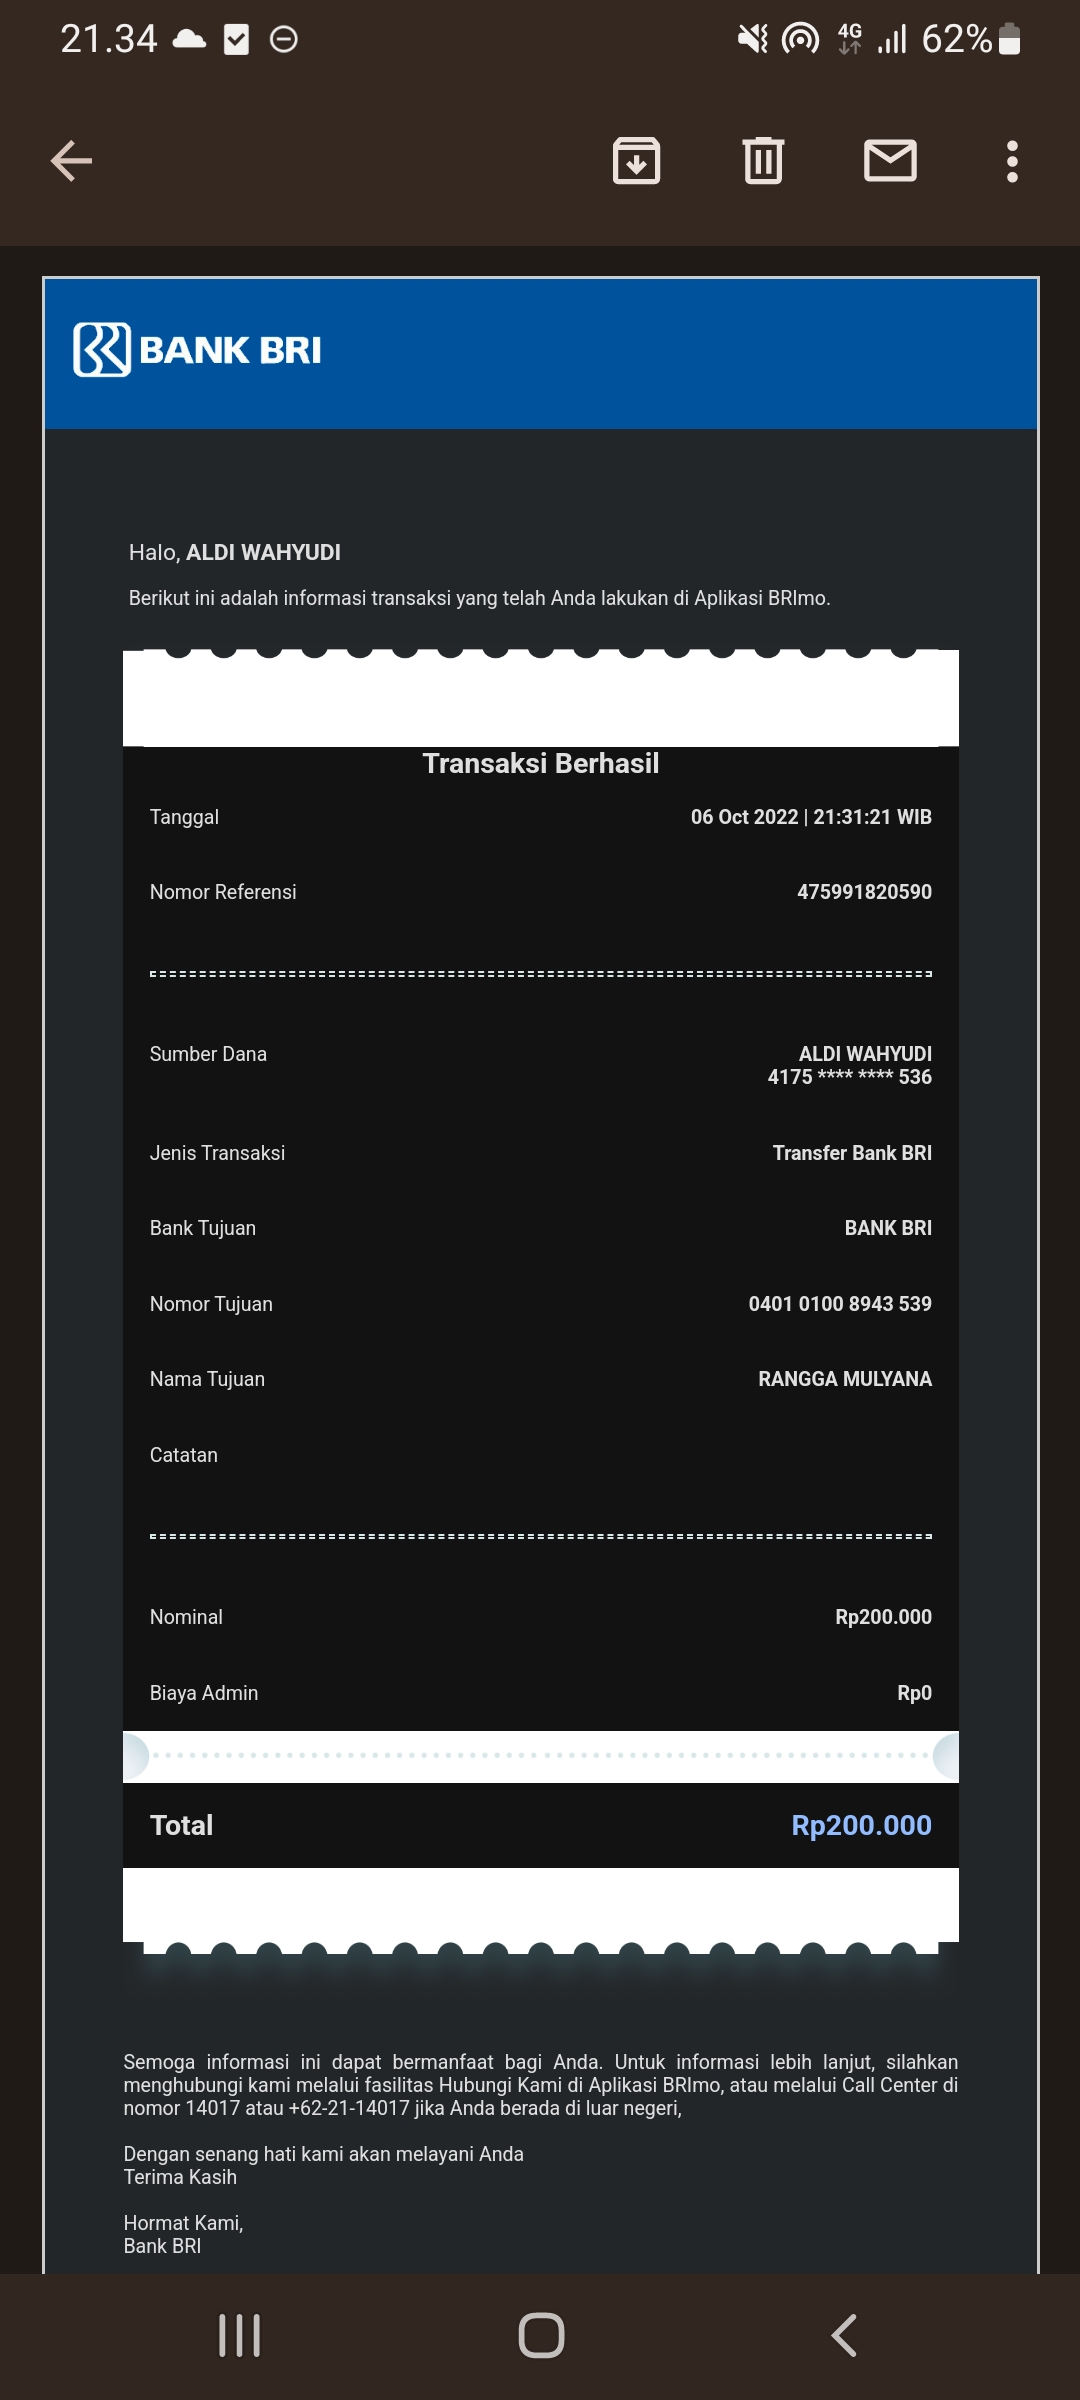 21.34
4G 62%
BANK BRI
Halo, ALDI WAHYUDI
Berikut ini adalah informasi transaksi yang telah Anda lakukan di Aplikasi BRImo.
Transaksi Berhasil
Tanggal 06 Oct 2022 | 21:31:21 WIB
Nomor Referensi 475991820590
Sumber Dana ALDI WAHYUDI
4175 **** **** 536
Jenis Transaksi Transfer Bank BRI
Bank Tujuan BANK BRI
Nomor Tujuan 0401 0100 8943 539
Nama Tujuan RANGGA MULYANA
Catatan
Nominal Rp200.000
Biaya Admin Rp0
Total Rp200.000
Semoga informasi ini dapat bermanfaat bagi Anda. Untuk informasi lebih lanjut, silahkan
menghubungi kami melalui fasilitas Hubungi Kami di Aplikasi BRImo, atau melalui Call Center di
nomor 14017 atau +62-21-14017 jika Anda berada di luar negeri,
Dengan senang hati kami akan melayani Anda
Terima Kasih
Hormat Kami,
Bank BRI